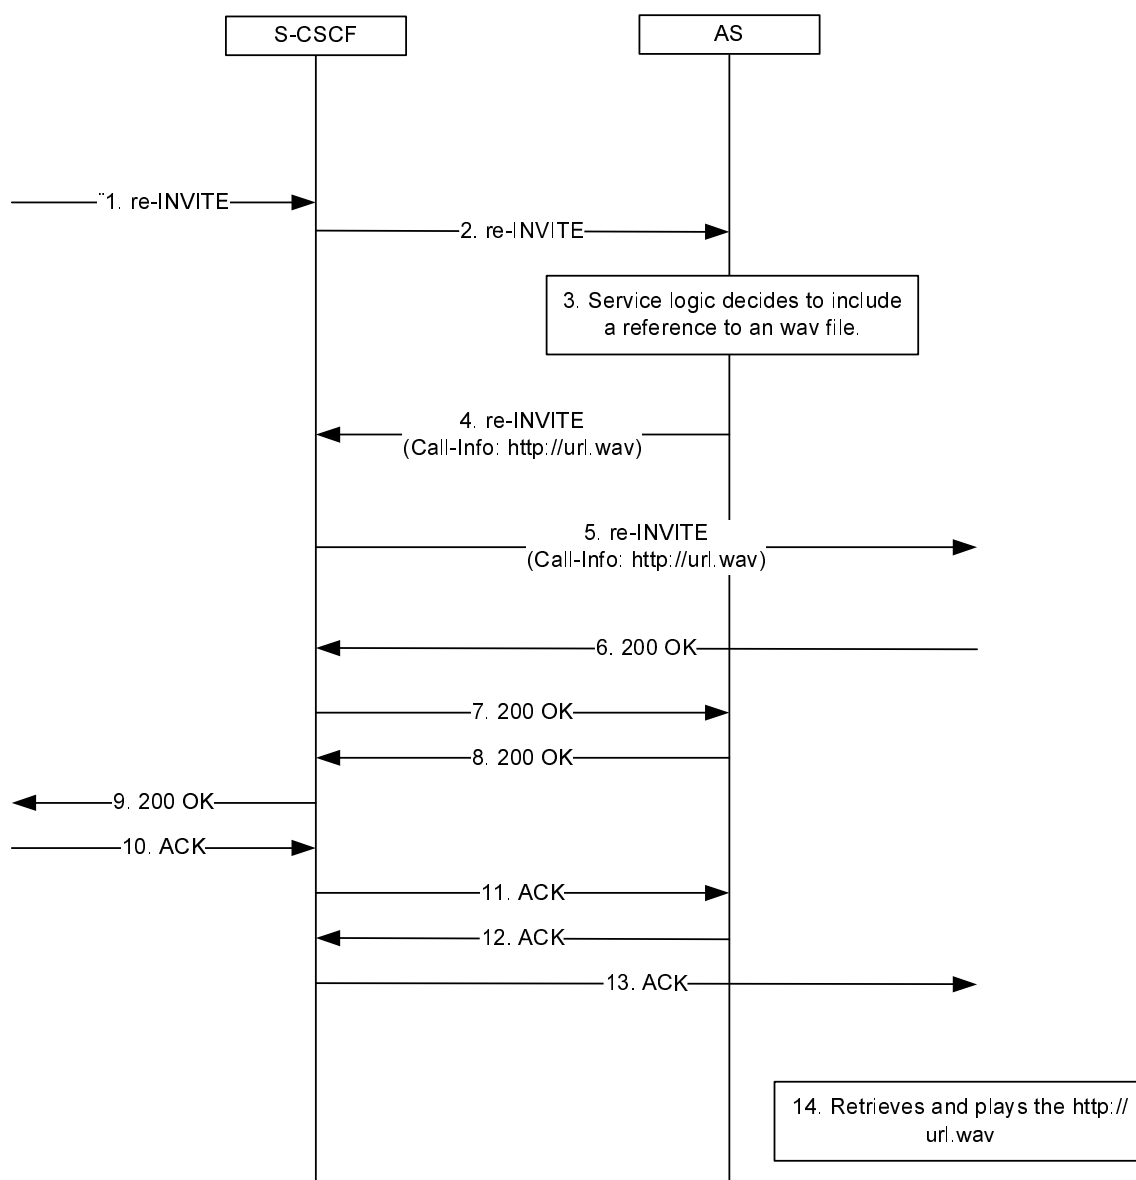 S-CSCF
AS
¨1. re-INVITE
2. re-INVITE
3. Service logic decides to include
a reference to an wav file.
4. re-INVITE
(Call-Info: http://url.wav)
5. re-INVITE
(Call-Info: http://url.wav)
6. 200 OK
7. 200 OK
8. 200 OK
9. 200 OK
10. ACK
11. ACK
12. ACK
13. ACK
14. Retrieves and plays the http://
url.wav